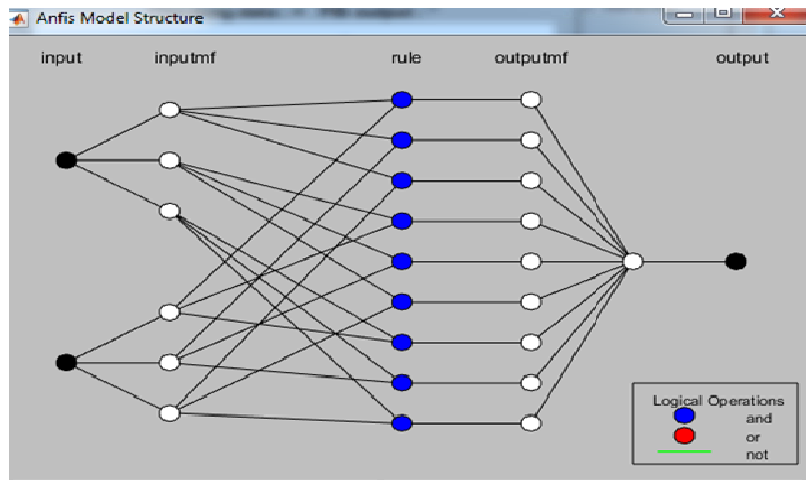 Anfis Model Structure
input inputmf rule outputmf output
Logical Operations
and
or
not